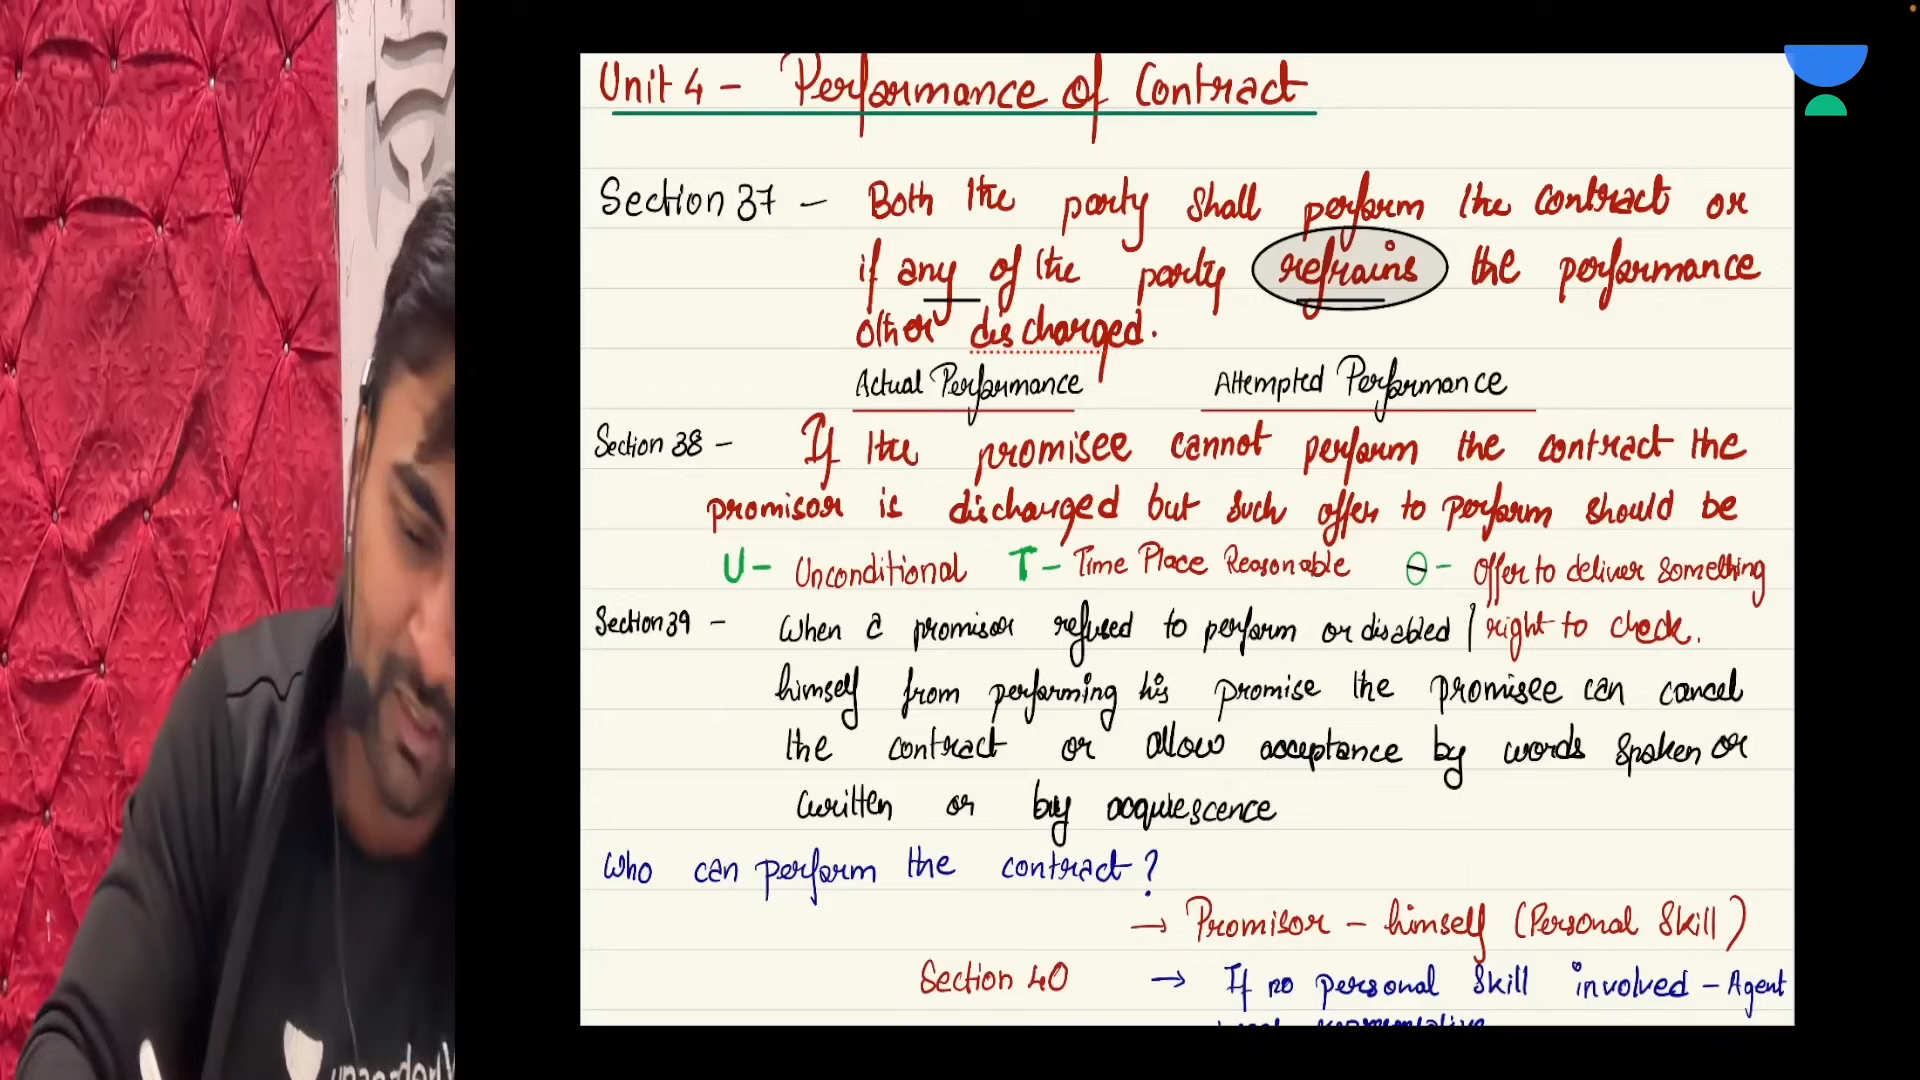 Unit 4 - Performance of Contract
Section 37 - Both the party shall perform the contract or
if any of the party refrains the performance
other discharged.
Actual Performance Attempted Performance
Section 38 - If the promisee cannot perform the contract the
promisor is discharged but such offer to perform should be
U- Unconditional T- Time Place Reasonable O- Offer to deliver something
Section 39 - When a promisor refused to perform or disabled | right to check.
himself from performing his promise the promisee can cancel
the contract or allow acceptance by words spoken or
written or by acquiescence
Who can perform the contract?
→ Promisor - himself (Personal Skill)
Section 40 → If no personal skill involved - Agent